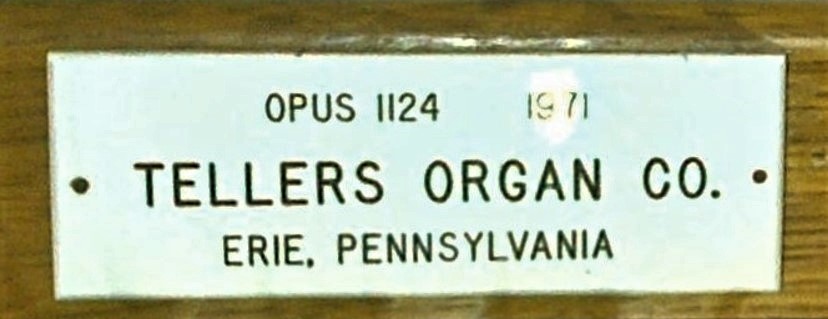 OPUS 1124 1971
TELLERS ORGAN CO.
ERIE, PENNSYLVANIA